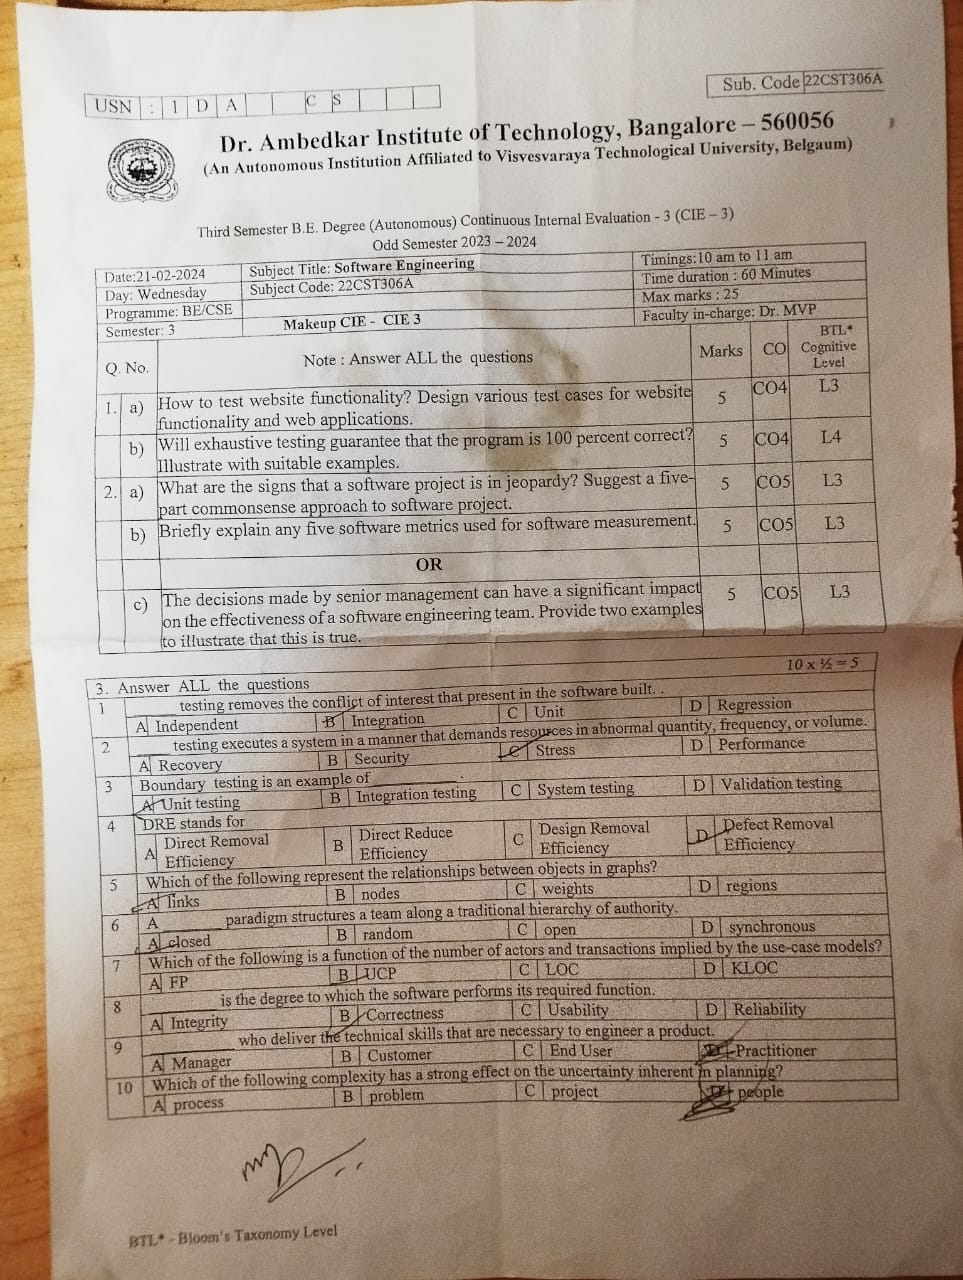 Sub. Code 22CST306A
USN : 1 D A C S
Dr. Ambedkar Institute of Technology, Bangalore – 560056
(An Autonomous Institution Affiliated to Visvesvaraya Technological University, Belgaum)
Third Semester B.E. Degree (Autonomous) Continuous Internal Evaluation - 3 (CIE – 3)
Odd Semester 2023 – 2024
Date:21-02-2024 Subject Title: Software Engineering Timings:10 am to 11 am
Day: Wednesday Subject Code: 22CST306A Time duration : 60 Minutes
Programme: BE/CSE Max marks : 25
Semester: 3 Makeup CIE - CIE 3 Faculty in-charge: Dr. MVP
Q. No. Note : Answer ALL the questions Marks CO BTL*
Cognitive
Level
1. a) How to test website functionality? Design various test cases for website 5 CO4 L3
functionality and web applications.
b) Will exhaustive testing guarantee that the program is 100 percent correct? 5 CO4 L4
Illustrate with suitable examples.
2. a) What are the signs that a software project is in jeopardy? Suggest a five- 5 CO5 L3
part commonsense approach to software project.
b) Briefly explain any five software metrics used for software measurement. 5 CO5 L3
OR
c) The decisions made by senior management can have a significant impact 5 CO5 L3
on the effectiveness of a software engineering team. Provide two examples
to illustrate that this is true.
3. Answer ALL the questions 10 x ½ = 5
1 ______ testing removes the conflict of interest that present in the software built. .
A Independent B Integration C Unit D Regression
2 ______ testing executes a system in a manner that demands resources in abnormal quantity, frequency, or volume.
A Recovery B Security C Stress D Performance
3 Boundary testing is an example of ______.
A Unit testing B Integration testing C System testing D Validation testing
4 DRE stands for
A Direct Removal Efficiency B Direct Reduce Efficiency C Design Removal Efficiency D Defect Removal Efficiency
5 Which of the following represent the relationships between objects in graphs?
A links B nodes C weights D regions
6 A ______ paradigm structures a team along a traditional hierarchy of authority.
A closed B random C open D synchronous
7 Which of the following is a function of the number of actors and transactions implied by the use-case models?
A FP B UCP C LOC D KLOC
8 ______ is the degree to which the software performs its required function.
A Integrity B Correctness C Usability D Reliability
9 ______ who deliver the technical skills that are necessary to engineer a product.
A Manager B Customer C End User D Practitioner
10 Which of the following complexity has a strong effect on the uncertainty inherent in planning?
A process B problem C project D people
BTL* - Bloom's Taxonomy Level